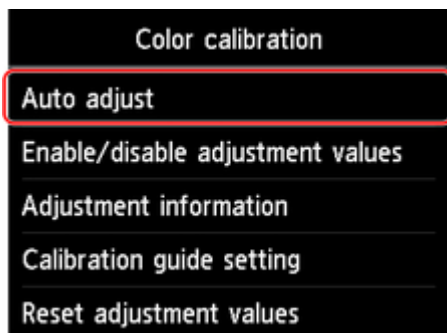 Color calibration
Auto adjust
Enable/disable adjustment values
Adjustment information
Calibration guide setting
Reset adjustment values